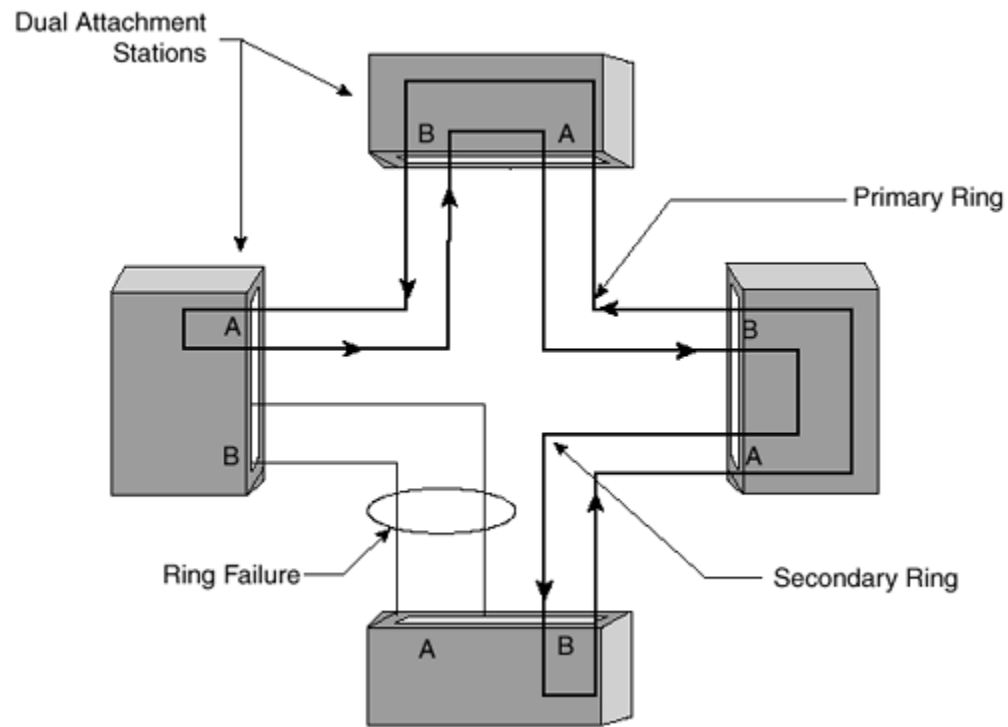 Dual Attachment
Stations
B A
Primary Ring
A
B
B
A
Ring Failure
Secondary Ring
A B